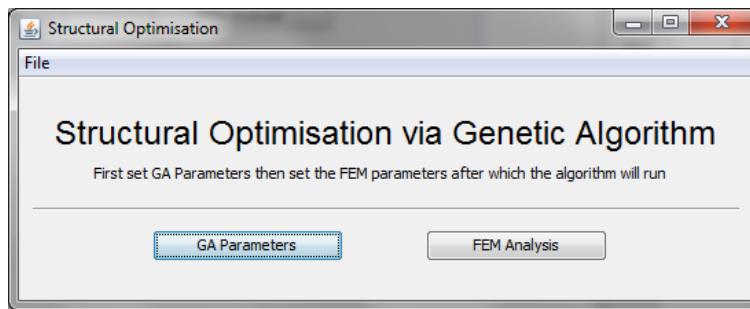 Structural Optimisation
File
Structural Optimisation via Genetic Algorithm
First set GA Parameters then set the FEM parameters after which the algorithm will run
GA Parameters
FEM Analysis